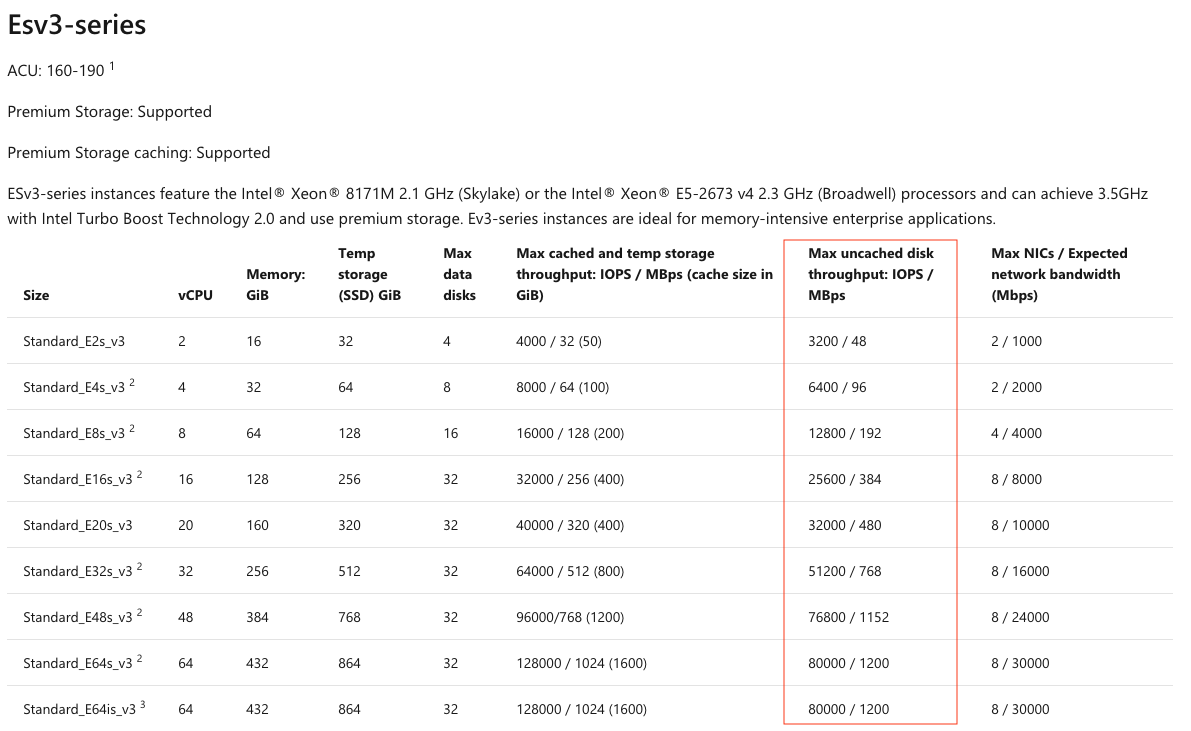 Esv3-series
ACU: 160-190 1
Premium Storage: Supported
Premium Storage caching: Supported
ESv3-series instances feature the Intel® Xeon® 8171M 2.1 GHz (Skylake) or the Intel® Xeon® E5-2673 v4 2.3 GHz (Broadwell) processors and can achieve 3.5GHz
with Intel Turbo Boost Technology 2.0 and use premium storage. Ev3-series instances are ideal for memory-intensive enterprise applications.
Size vCPU Memory: GiB Temp storage (SSD) GiB Max data disks Max cached and temp storage throughput: IOPS / MBps (cache size in GiB) Max uncached disk throughput: IOPS / MBps Max NICs / Expected network bandwidth (Mbps)
Standard_E2s_v3 2 16 32 4 4000 / 32 (50) 3200 / 48 2 / 1000
Standard_E4s_v3 2 4 32 64 8 8000 / 64 (100) 6400 / 96 2 / 2000
Standard_E8s_v3 2 8 64 128 16 16000 / 128 (200) 12800 / 192 4 / 4000
Standard_E16s_v3 2 16 128 256 32 32000 / 256 (400) 25600 / 384 8 / 8000
Standard_E20s_v3 20 160 320 32 40000 / 320 (400) 32000 / 480 8 / 10000
Standard_E32s_v3 2 32 256 512 32 64000 / 512 (800) 51200 / 768 8 / 16000
Standard_E48s_v3 2 48 384 768 32 96000/768 (1200) 76800 / 1152 8 / 24000
Standard_E64s_v3 2 64 432 864 32 128000 / 1024 (1600) 80000 / 1200 8 / 30000
Standard_E64is_v3 3 64 432 864 32 128000 / 1024 (1600) 80000 / 1200 8 / 30000